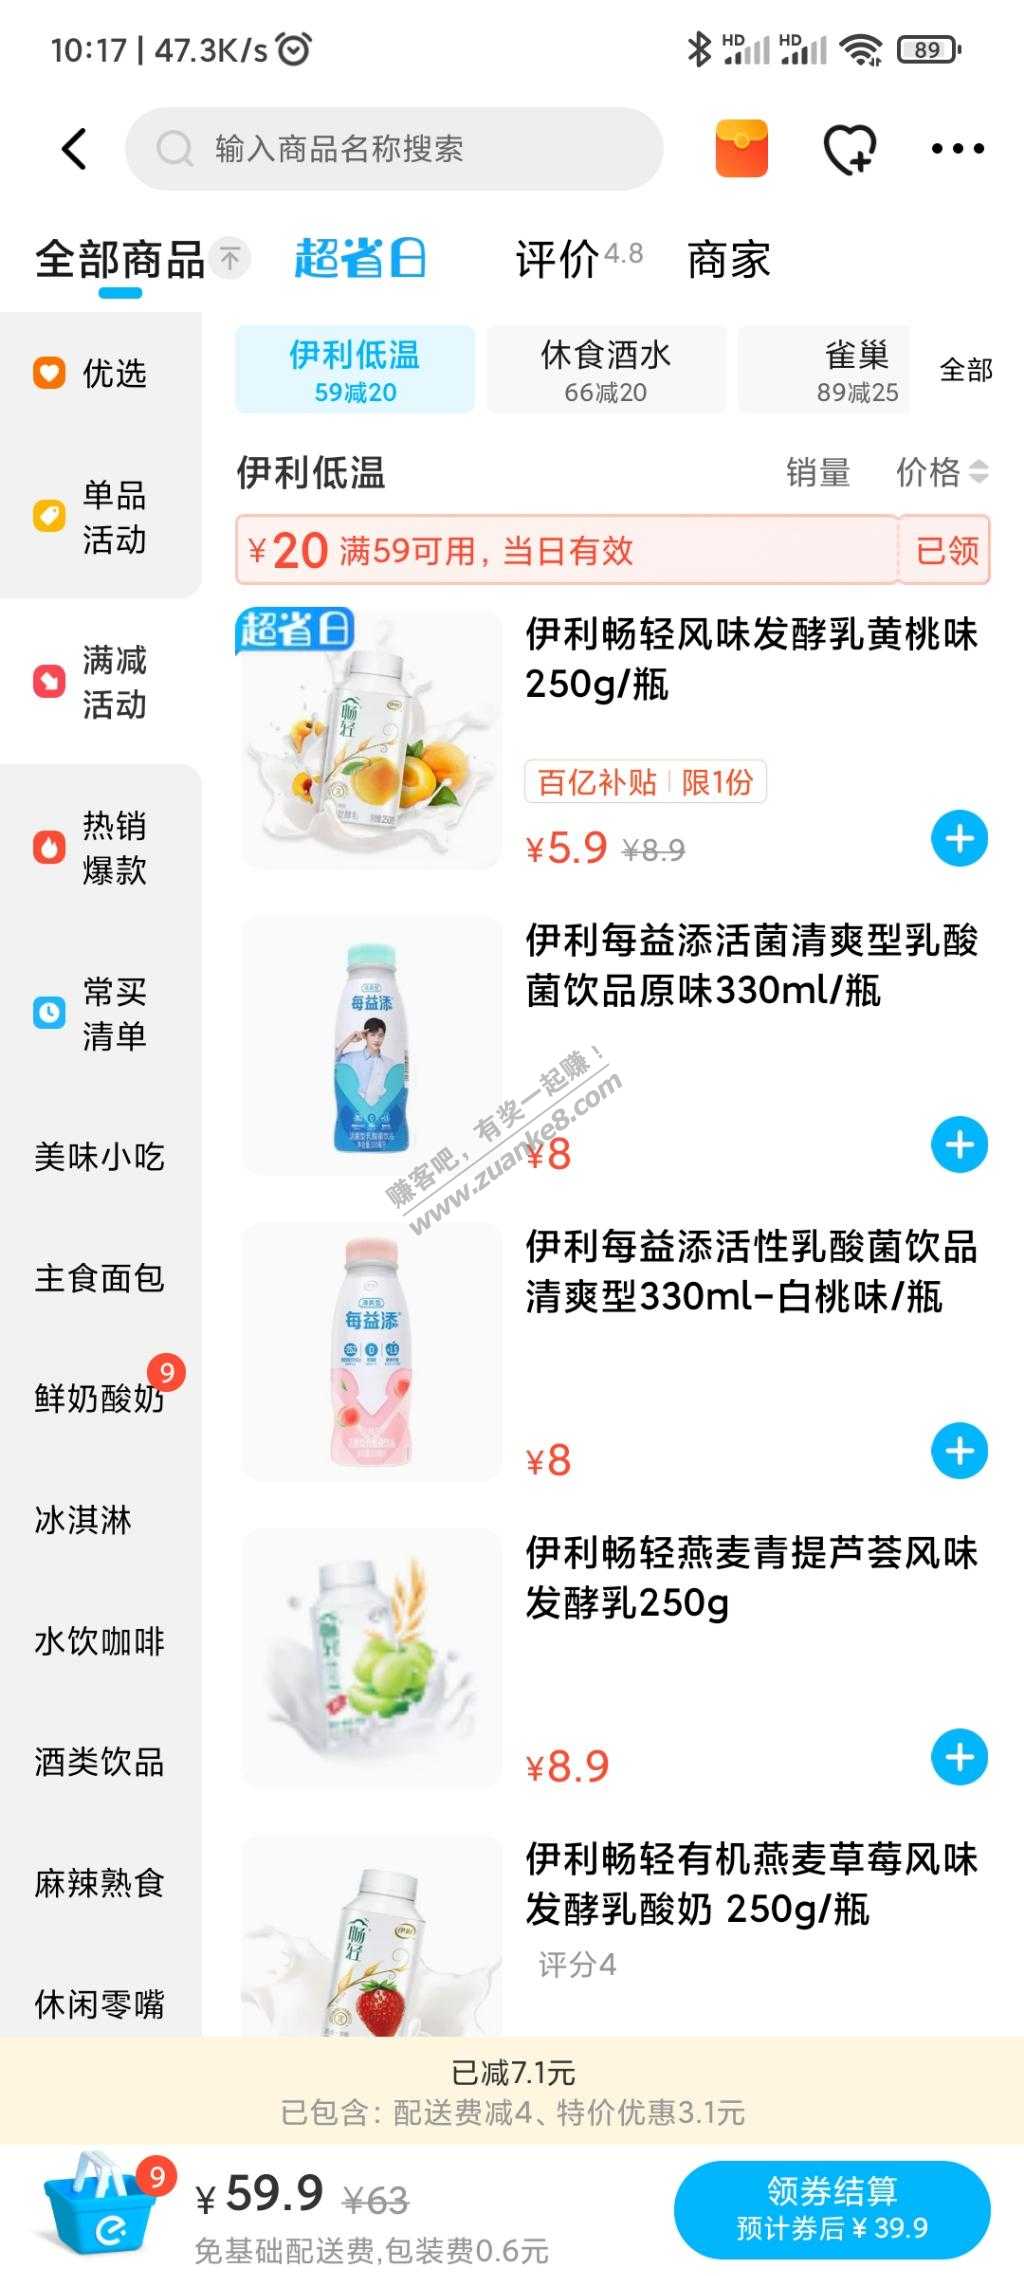 10:17 | 47.3K/s
HD HD 89
输入商品名称搜索
全部商品 超省日 评价4.8 商家
优选
单品
活动
满减
活动
热销
爆款
常买
清单
美味小吃
主食面包
鲜奶酸奶 9
冰淇淋
水饮咖啡
酒类饮品
麻辣熟食
休闲零嘴
伊利低温
59减20
休食酒水
66减20
雀巢
89减25
全部
伊利低温 销量 价格
¥20 满59可用，当日有效 已领
超省日
畅轻
伊利畅轻风味发酵乳黄桃味
250g/瓶
百亿补贴 限1份
¥5.9 ¥8.9
每益添
伊利每益添活菌清爽型乳酸
菌饮品原味330ml/瓶
¥8
赚客吧，有奖一起赚！
www.zuanke8.com
每益添
伊利每益添活性乳酸菌饮品
清爽型330ml-白桃味/瓶
¥8
伊利畅轻燕麦青提芦荟风味
发酵乳250g
¥8.9
畅轻
伊利畅轻有机燕麦草莓风味
发酵乳酸奶 250g/瓶
评分4
已减7.1元
已包含：配送费减4、特价优惠3.1元
9
¥59.9 ¥63
免基础配送费,包装费0.6元
领券结算
预计券后¥39.9